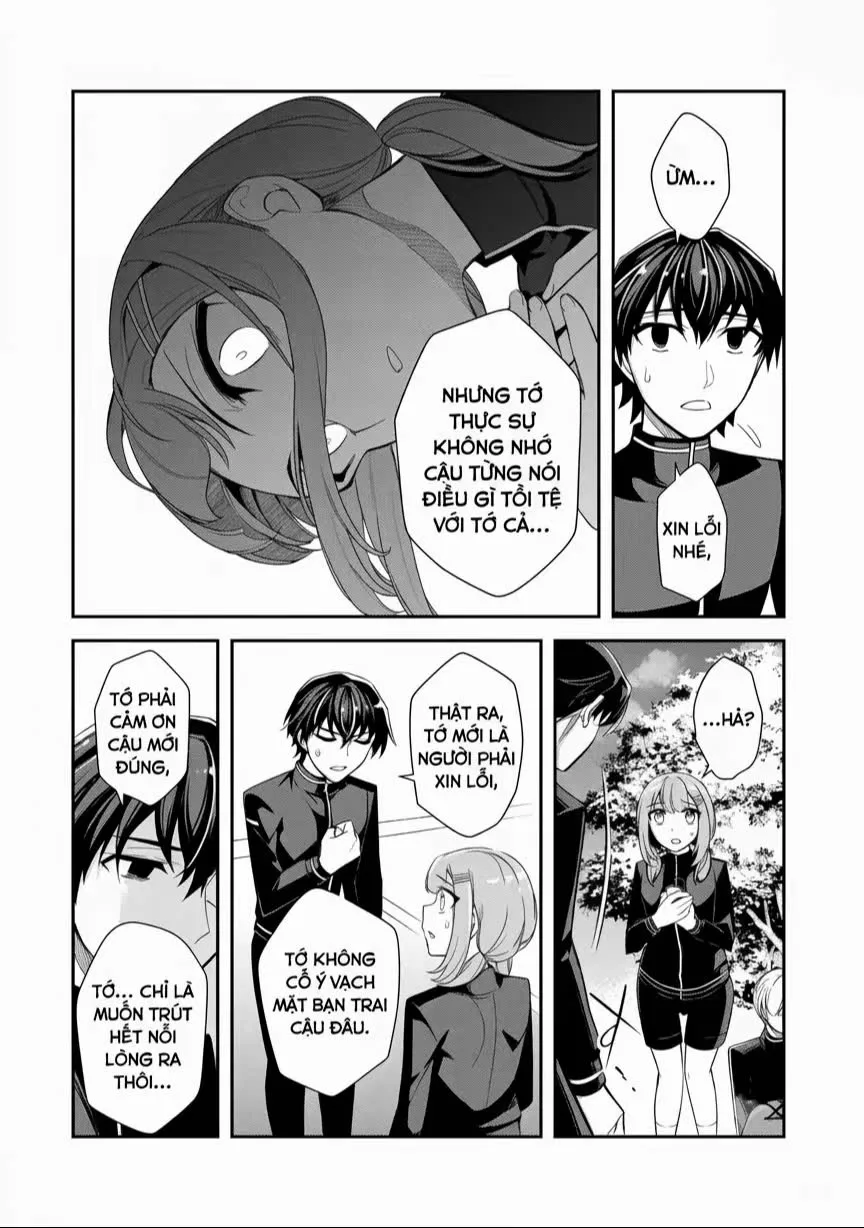 ỪM...
XIN LỖI
NHÉ,
NHƯNG TỚ
THỰC SỰ
KHÔNG NHỚ
CẬU TỪNG NÓI
ĐIỀU GÌ TỒI TỆ
VỚI TỚ CẢ...
...HẢ?
THẬT RA,
TỚ MỚI LÀ
NGƯỜI PHẢI
XIN LỖI,
TỚ KHÔNG
CỐ Ý VẠCH
MẶT BẠN TRAI
CẬU ĐÂU.
TỚ PHẢI
CẢM ƠN
CẬU MỚI
ĐÚNG,
TỚ... CHỈ LÀ
MUỐN TRÚT
HẾT NỖI
LÒNG RA
THÔI...